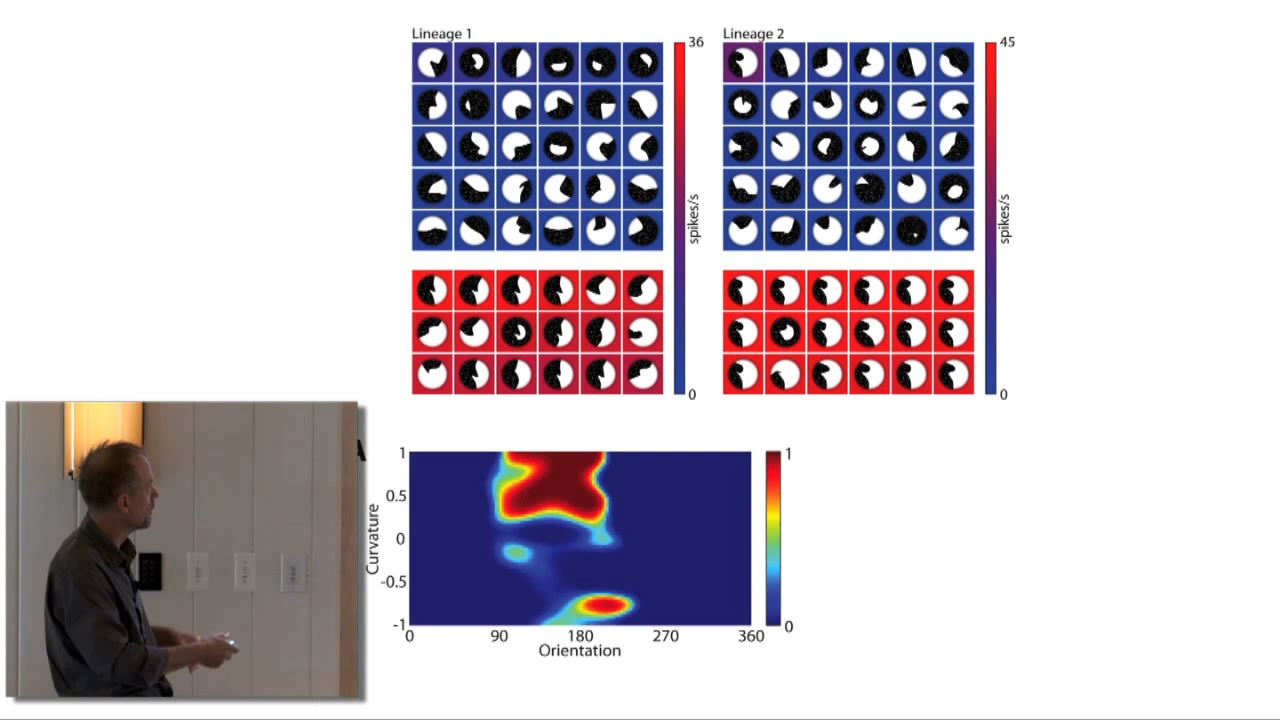 Lineage 1
36
spikes/s
0
Lineage 2
45
spikes/s
0
A
Curvature
1
0.5
0
-0.5
-1
0 90 180 270 360
Orientation
1
0